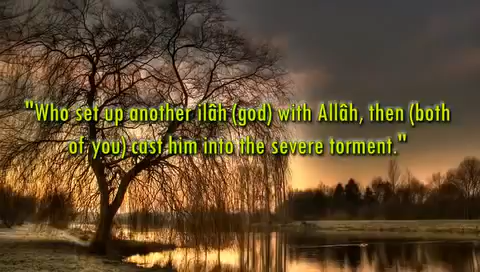 "Who set up another ilâh (god) with Allâh, then (both
of you) cast him into the severe torment."